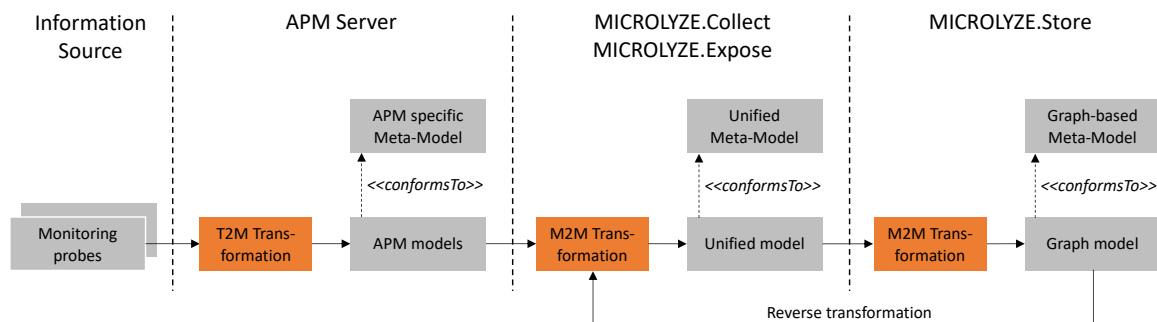 Information
Source
APM Server
MICROLYZE.Collect
MICROLYZE.Expose
MICROLYZE.Store
APM specific
Meta-Model
Unified
Meta-Model
Graph-based
Meta-Model
<<conformsTo>>
<<conformsTo>>
<<conformsTo>>
Monitoring
probes
T2M Trans-
formation
APM models
M2M Trans-
formation
Unified model
M2M Trans-
formation
Graph model
Reverse transformation